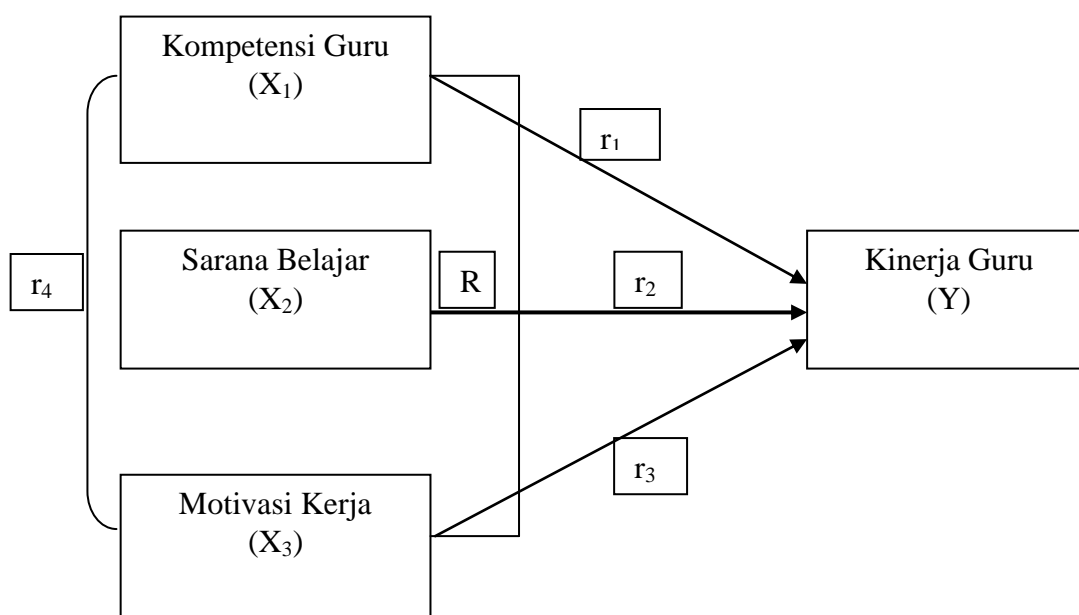 Kompetensi Guru
(X₁)
r₁
Sarana Belajar
(X₂)
R
r₂
Kinerja Guru
(Y)
r₄
r₃
Motivasi Kerja
(X₃)